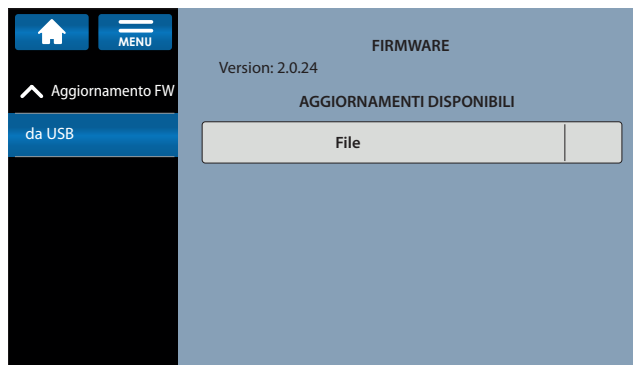 MENU
Aggiornamento FW
da USB
FIRMWARE
Version: 2.0.24
AGGIORNAMENTI DISPONIBILI
File